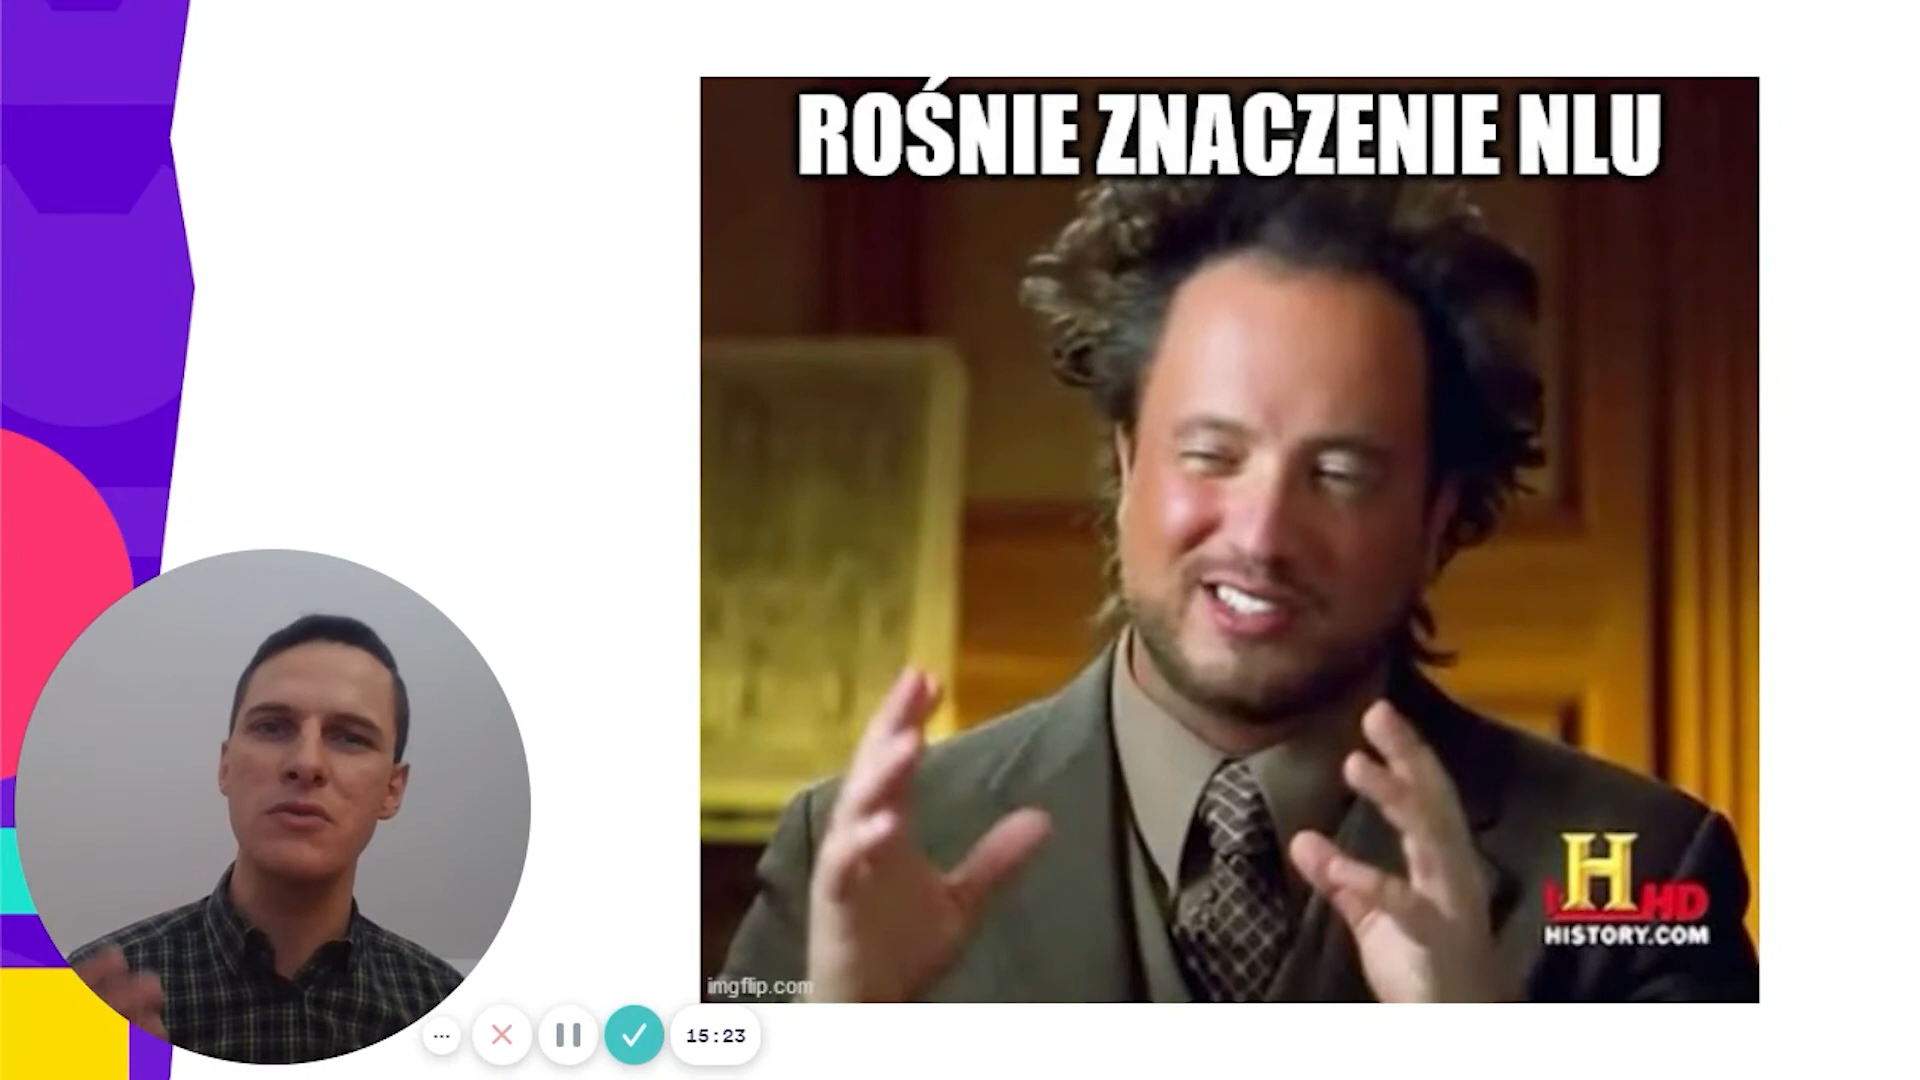 ROŚNIE ZNACZENIE NLU
H HD
HISTORY.COM
imgflip.com
... 15:23